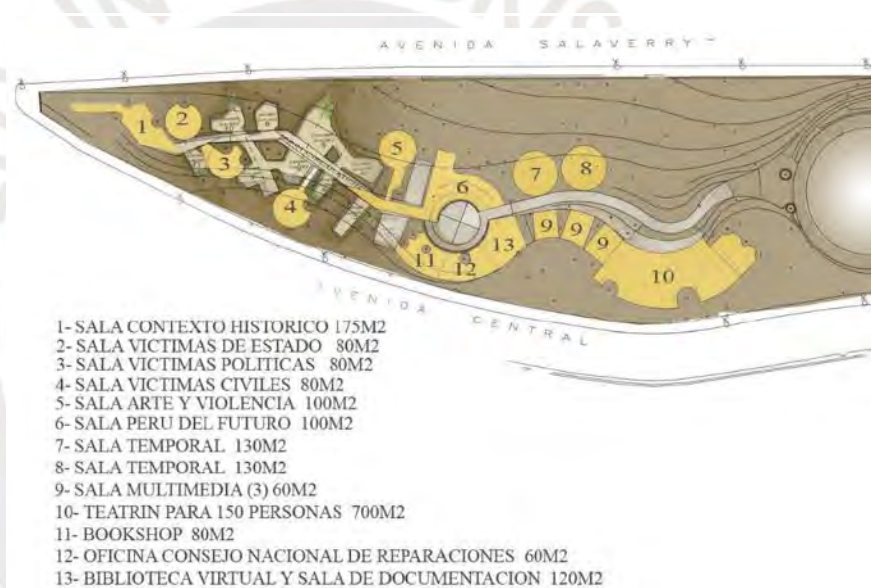 AVENIDA SALAVERRY
1
2
3
4
5
6
7
8
9
9
9
10
11
12
13
AVENIDA CENTRAL
1- SALA CONTEXTO HISTORICO 175M2
2- SALA VICTIMAS DE ESTADO 80M2
3- SALA VICTIMAS POLITICAS 80M2
4- SALA VICTIMAS CIVILES 80M2
5- SALA ARTE Y VIOLENCIA 100M2
6- SALA PERU DEL FUTURO 100M2
7- SALA TEMPORAL 130M2
8- SALA TEMPORAL 130M2
9- SALA MULTIMEDIA (3) 60M2
10- TEATRIN PARA 150 PERSONAS 700M2
11- BOOKSHOP 80M2
12- OFICINA CONSEJO NACIONAL DE REPARACIONES 60M2
13- BIBLIOTECA VIRTUAL Y SALA DE DOCUMENTACION 120M2